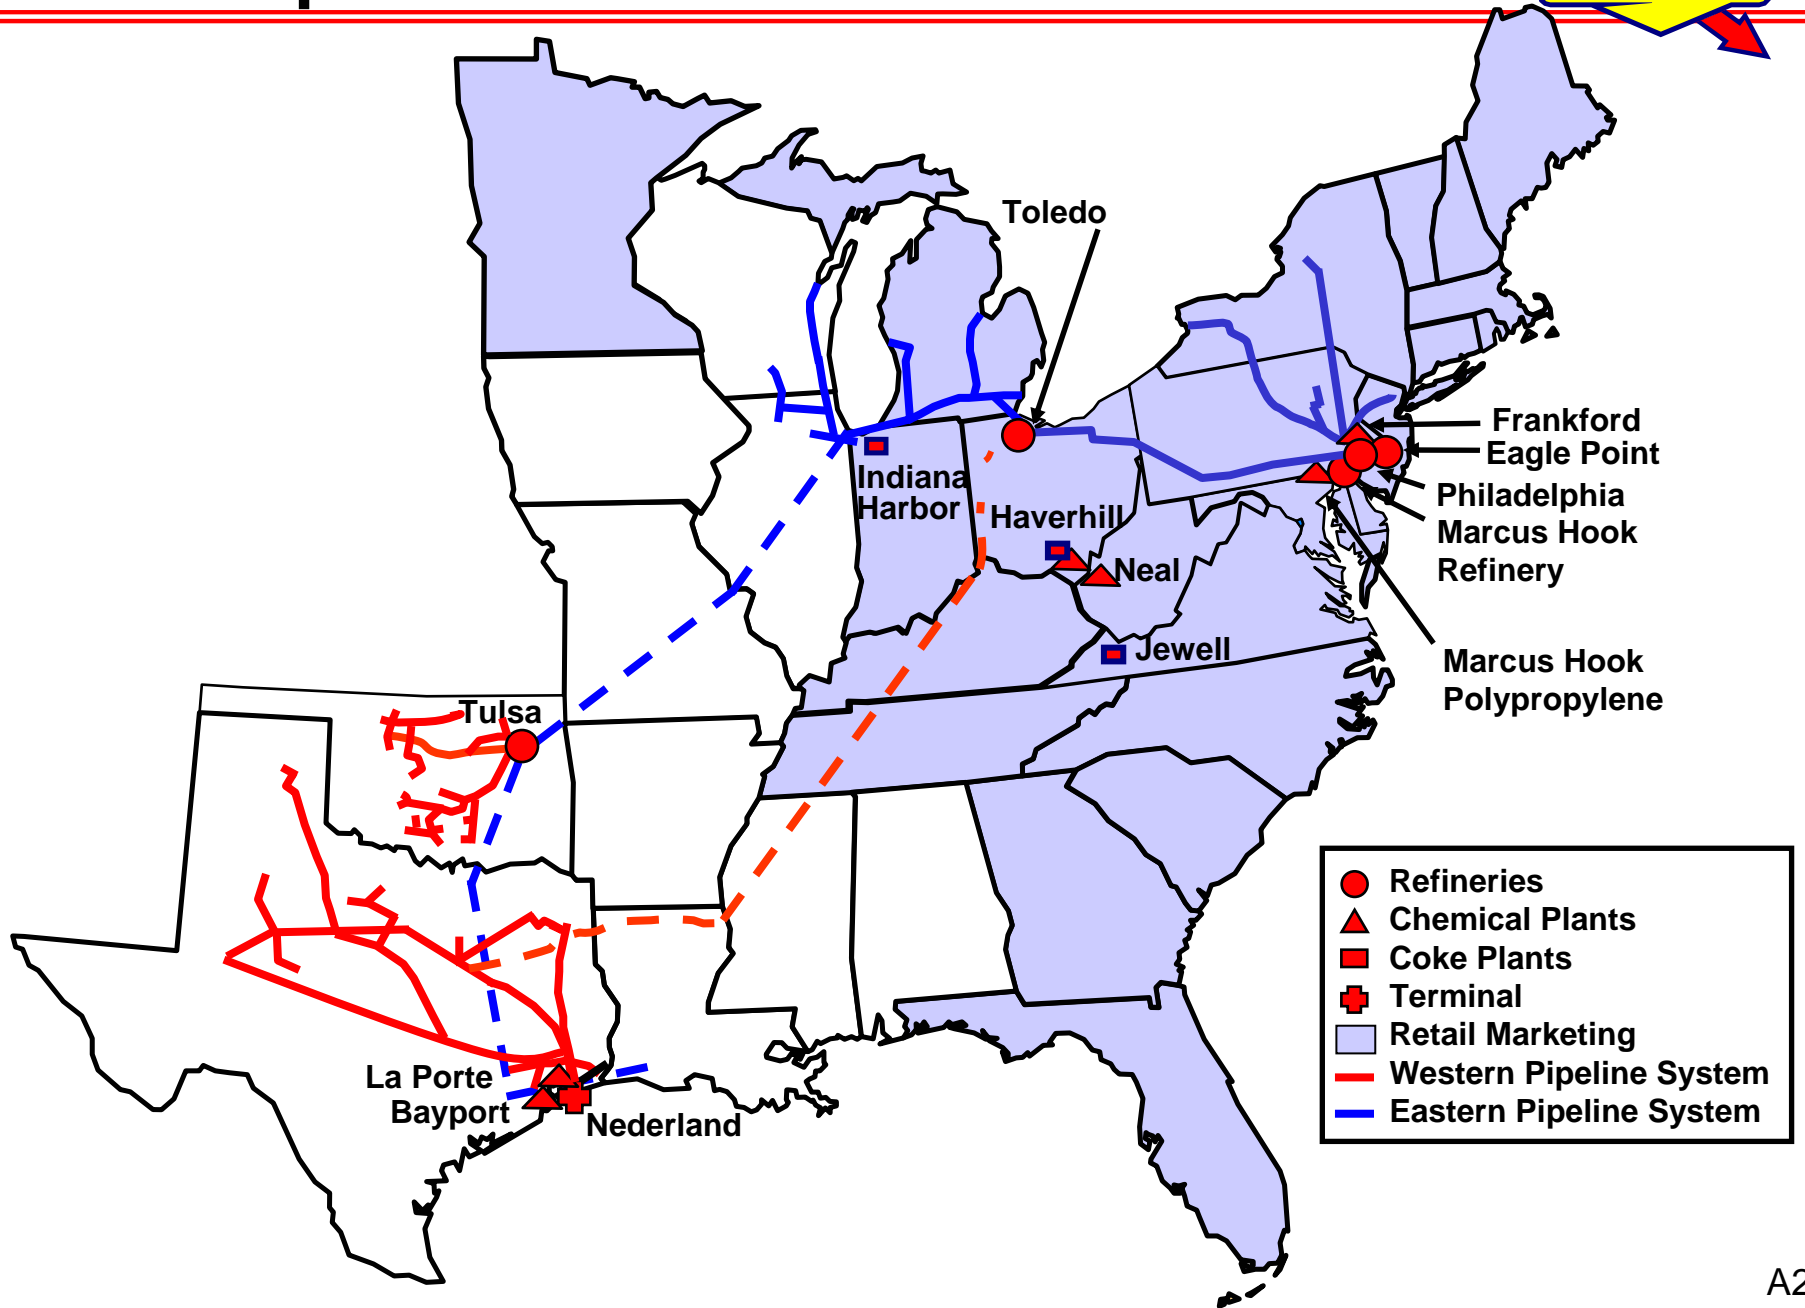 Toledo
Frankford
Eagle Point
Indiana
Harbor
Philadelphia
Haverhill
Marcus Hook
Refinery
Neal
Jewell
Marcus Hook
Polypropylene
Tulsa
Refineries
Chemical Plants
Coke Plants
Terminal
Retail Marketing
Western Pipeline System
Eastern Pipeline System
La Porte
Bayport
Nederland
A2